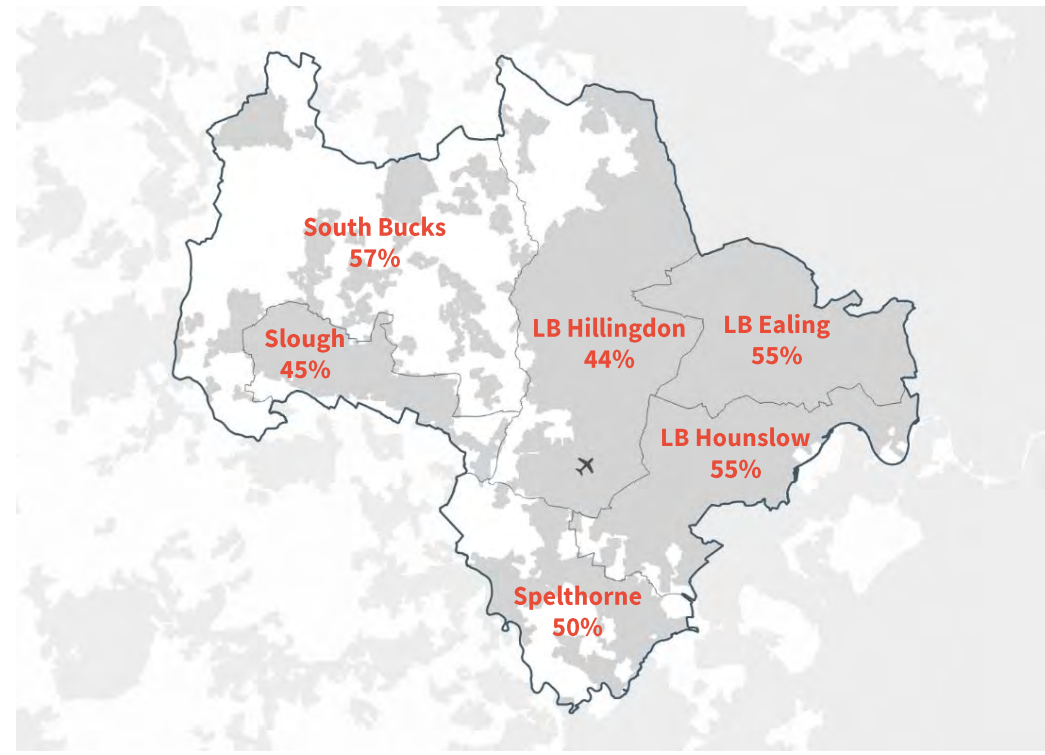 South Bucks
57%
LB Hillingdon
44%
LB Ealing
55%
Slough
45%
LB Hounslow
55%
Spelthorne
50%